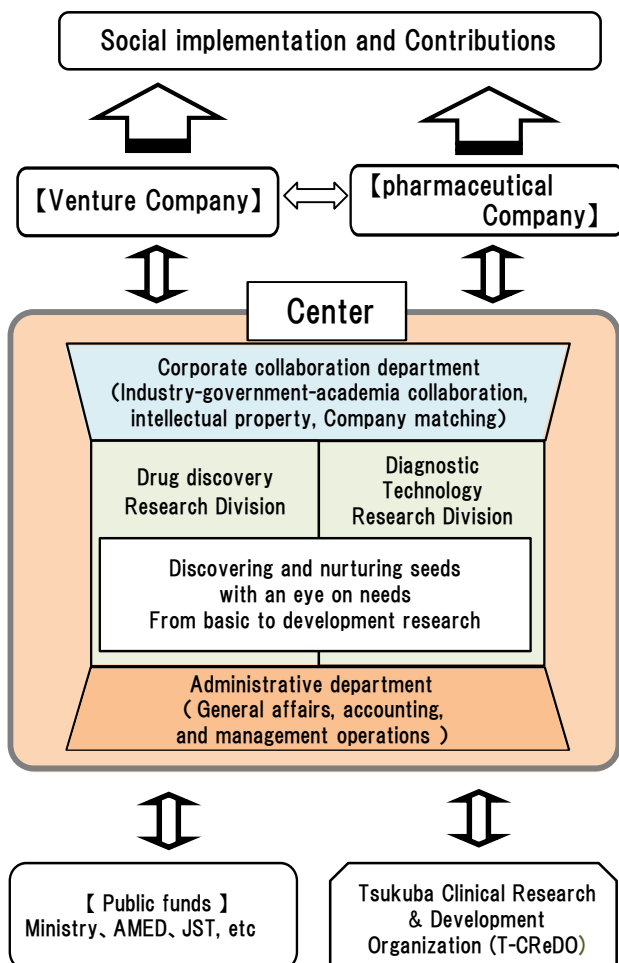 Social implementation and Contributions
【Venture Company】
【pharmaceutical
Company】
Center
Corporate collaboration department
(Industry-government-academia collaboration,
intellectual property, Company matching)
Drug discovery
Research Division
Diagnostic
Technology
Research Division
Discovering and nurturing seeds
with an eye on needs
From basic to development research
Administrative department
( General affairs, accounting,
and management operations )
【 Public funds 】
Ministry、AMED、JST, etc
Tsukuba Clinical Research
& Development
Organization (T-CReDO)